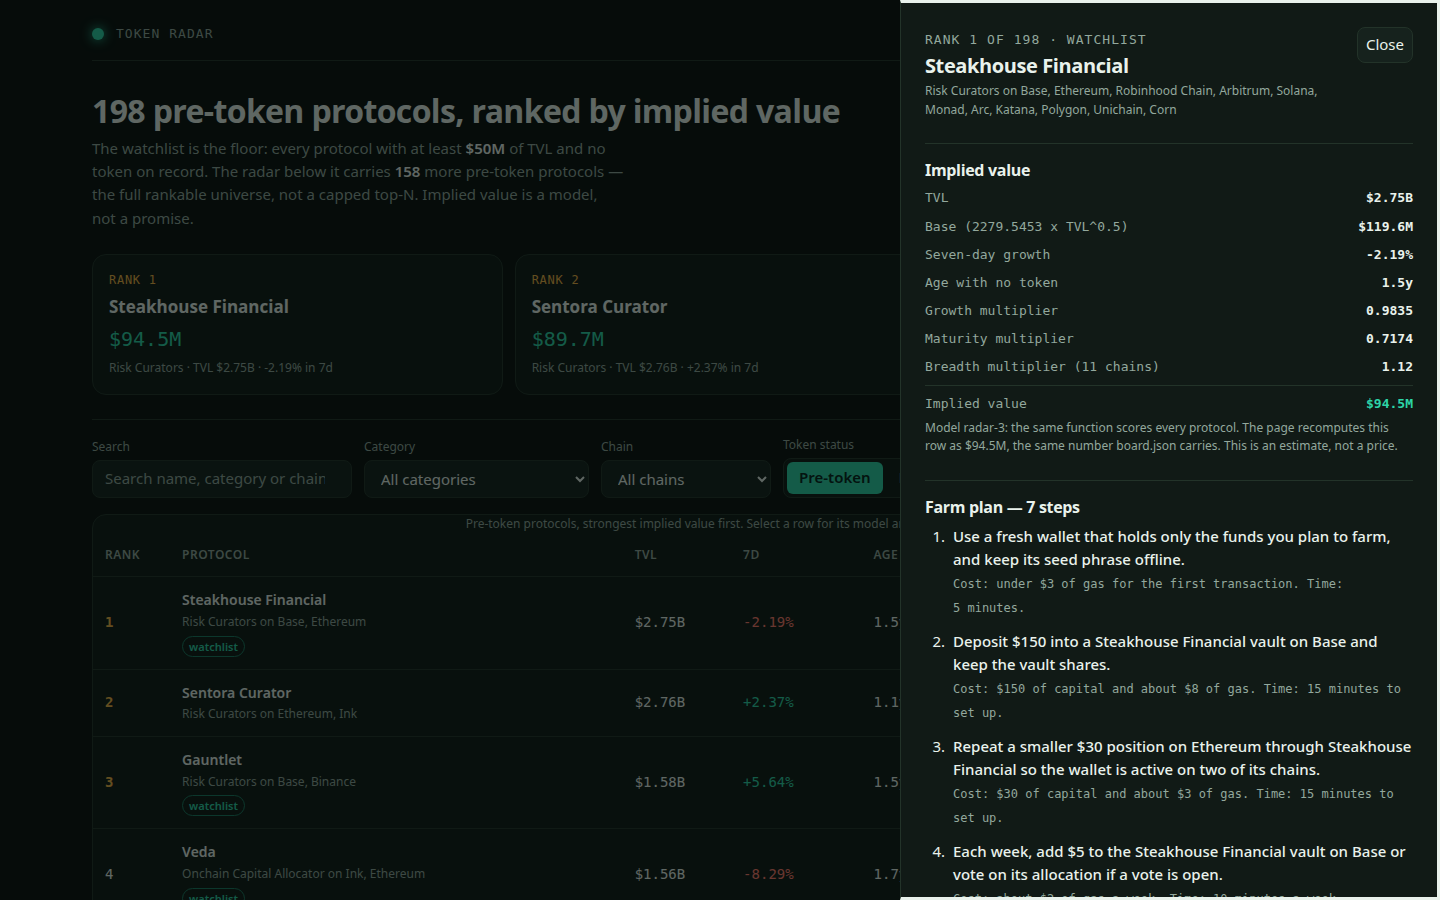 TOKEN RADAR
198 pre-token protocols, ranked by implied value
The watchlist is the floor: every protocol with at least $50M of TVL and no
token on record. The radar below it carries 158 more pre-token protocols —
the full rankable universe, not a capped top-N. Implied value is a model,
not a promise.
RANK 1
Steakhouse Financial
$94.5M
Risk Curators · TVL $2.75B · -2.19% in 7d
RANK 2
Sentora Curator
$89.7M
Risk Curators · TVL $2.76B · +2.37% in 7d
Search
Search name, category or chain
Category
All categories
Chain
All chains
Token status
Pre-token
Pre-token protocols, strongest implied value first. Select a row for its model
RANK PROTOCOL TVL 7D AGE
1 Steakhouse Financial $2.75B -2.19% 1.5
Risk Curators on Base, Ethereum
watchlist
2 Sentora Curator $2.76B +2.37% 1.1
Risk Curators on Ethereum, Ink
3 Gauntlet $1.58B +5.64% 1.5
Risk Curators on Base, Binance
watchlist
4 Veda $1.56B -8.29% 1.7
Onchain Capital Allocator on Ink, Ethereum
watchlist
RANK 1 OF 198 · WATCHLIST
Close
Steakhouse Financial
Risk Curators on Base, Ethereum, Robinhood Chain, Arbitrum, Solana,
Monad, Arc, Katana, Polygon, Unichain, Corn
Implied value
TVL $2.75B
Base (2279.5453 x TVL^0.5) $119.6M
Seven-day growth -2.19%
Age with no token 1.5y
Growth multiplier 0.9835
Maturity multiplier 0.7174
Breadth multiplier (11 chains) 1.12
Implied value $94.5M
Model radar-3: the same function scores every protocol. The page recomputes this
row as $94.5M, the same number board.json carries. This is an estimate, not a price.
Farm plan — 7 steps
1. Use a fresh wallet that holds only the funds you plan to farm,
and keep its seed phrase offline.
Cost: under $3 of gas for the first transaction. Time:
5 minutes.
2. Deposit $150 into a Steakhouse Financial vault on Base and
keep the vault shares.
Cost: $150 of capital and about $8 of gas. Time: 15 minutes to
set up.
3. Repeat a smaller $30 position on Ethereum through Steakhouse
Financial so the wallet is active on two of its chains.
Cost: $30 of capital and about $3 of gas. Time: 15 minutes to
set up.
4. Each week, add $5 to the Steakhouse Financial vault on Base or
vote on its allocation if a vote is open.